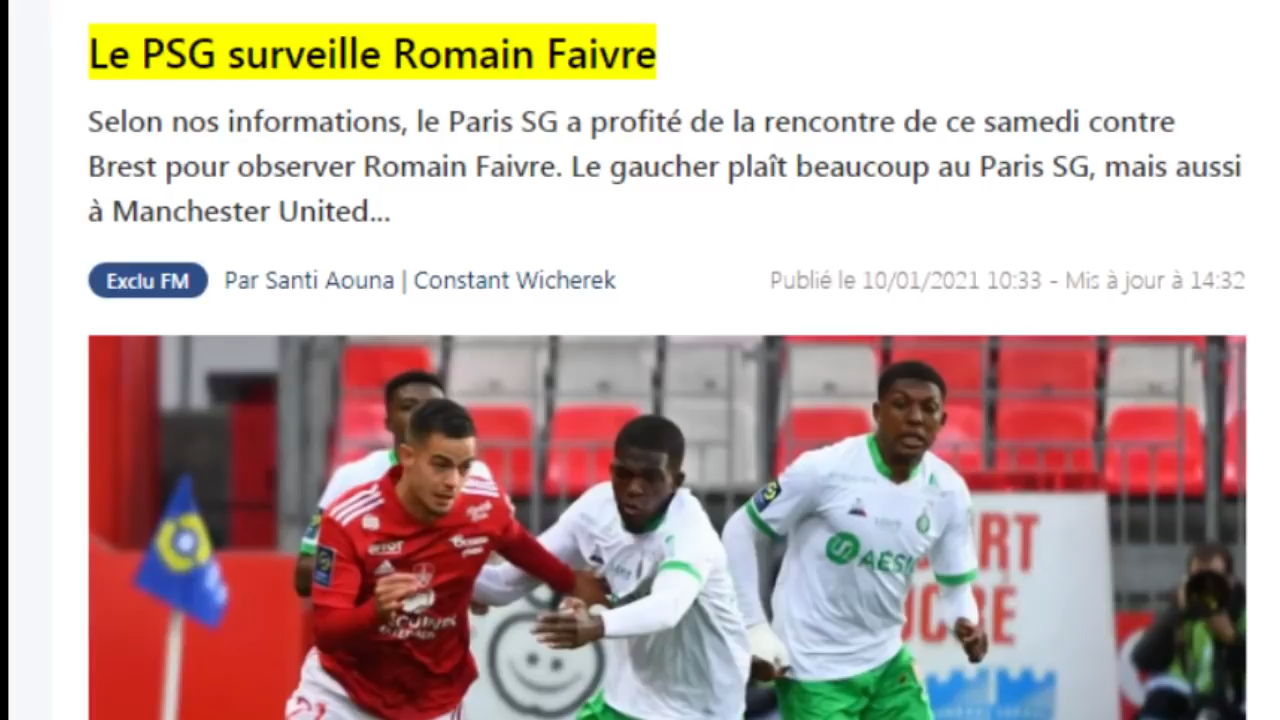 Le PSG surveille Romain Faivre
Selon nos informations, le Paris SG a profité de la rencontre de ce samedi contre
Brest pour observer Romain Faivre. Le gaucher plaît beaucoup au Paris SG, mais aussi
à Manchester United...
Exclu FM Par Santi Aouna | Constant Wicherek Publié le 10/01/2021 10:33 - Mis à jour à 14:32
AÉSI